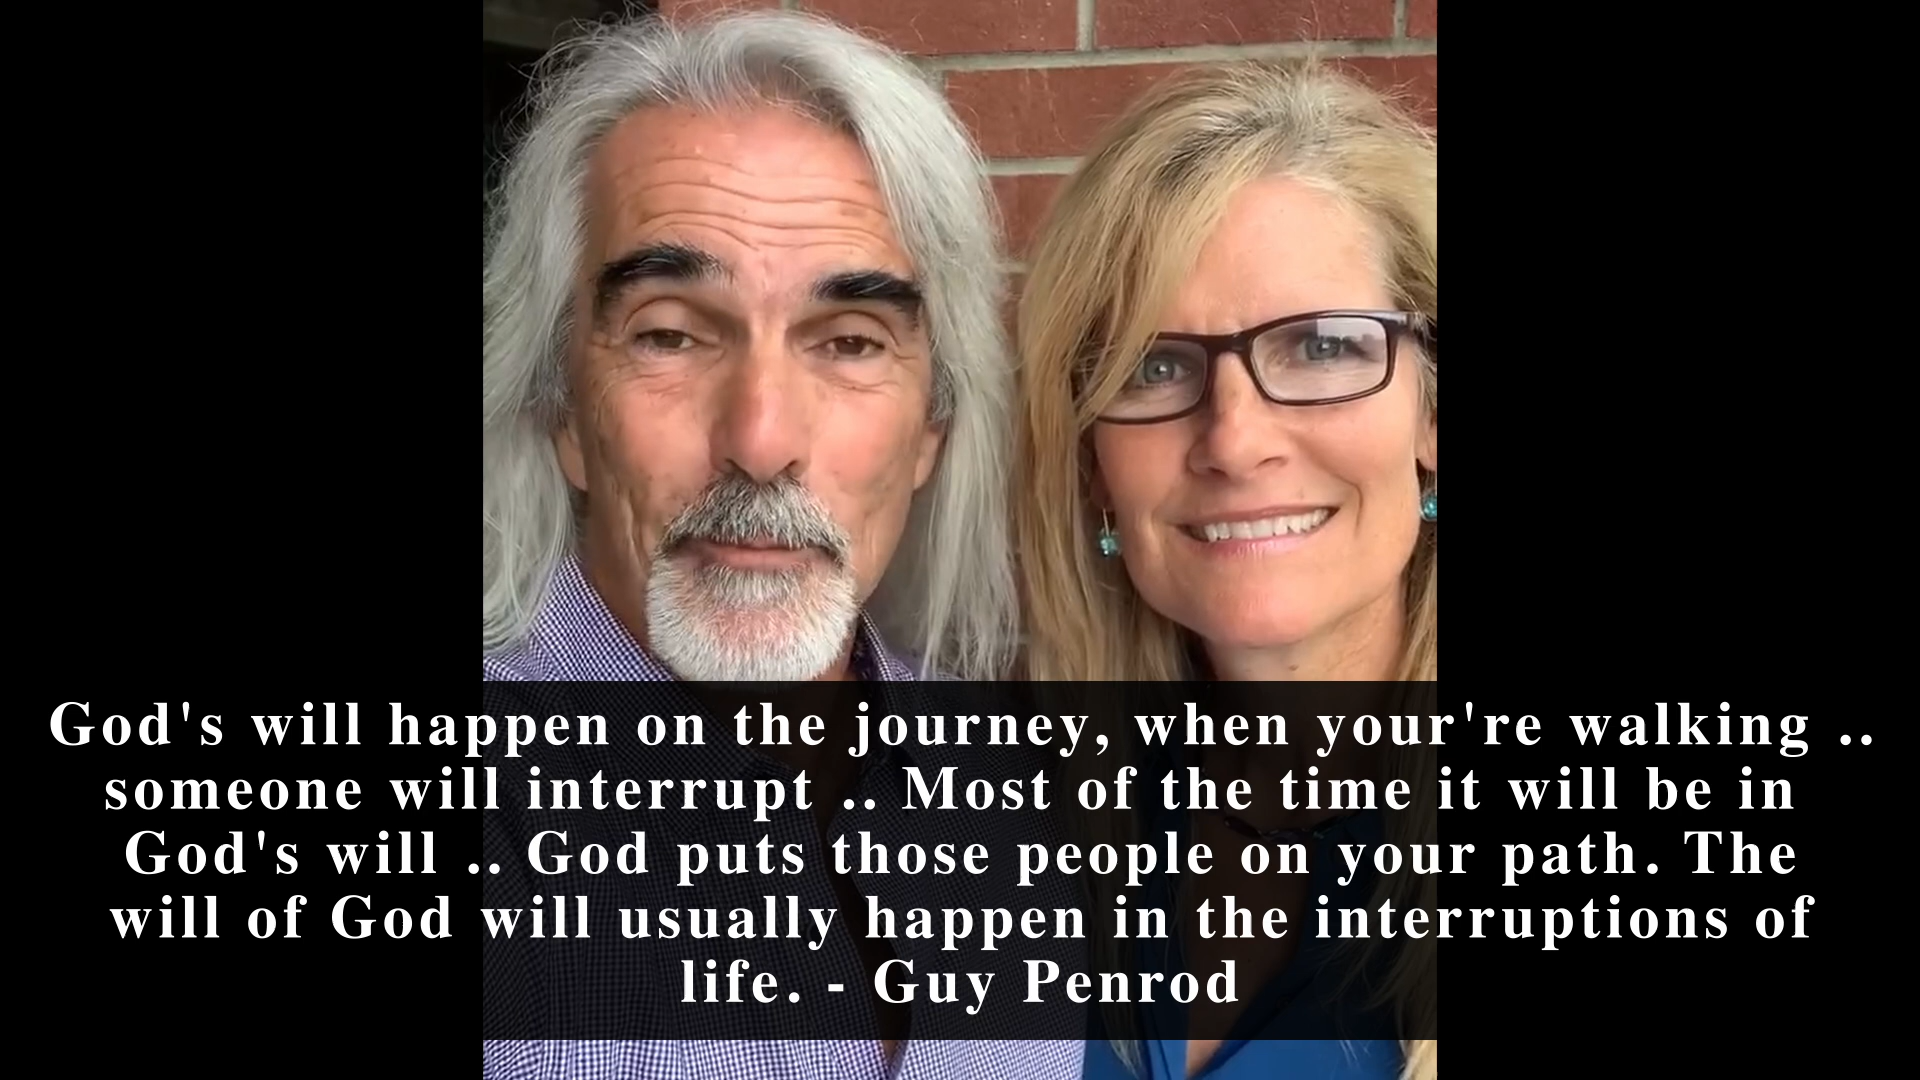 God's will happen on the journey, when your're walking ..
someone will interrupt .. Most of the time it will be in
God's will .. God puts those people on your path. The
will of God will usually happen in the interruptions of
life. - Guy Penrod